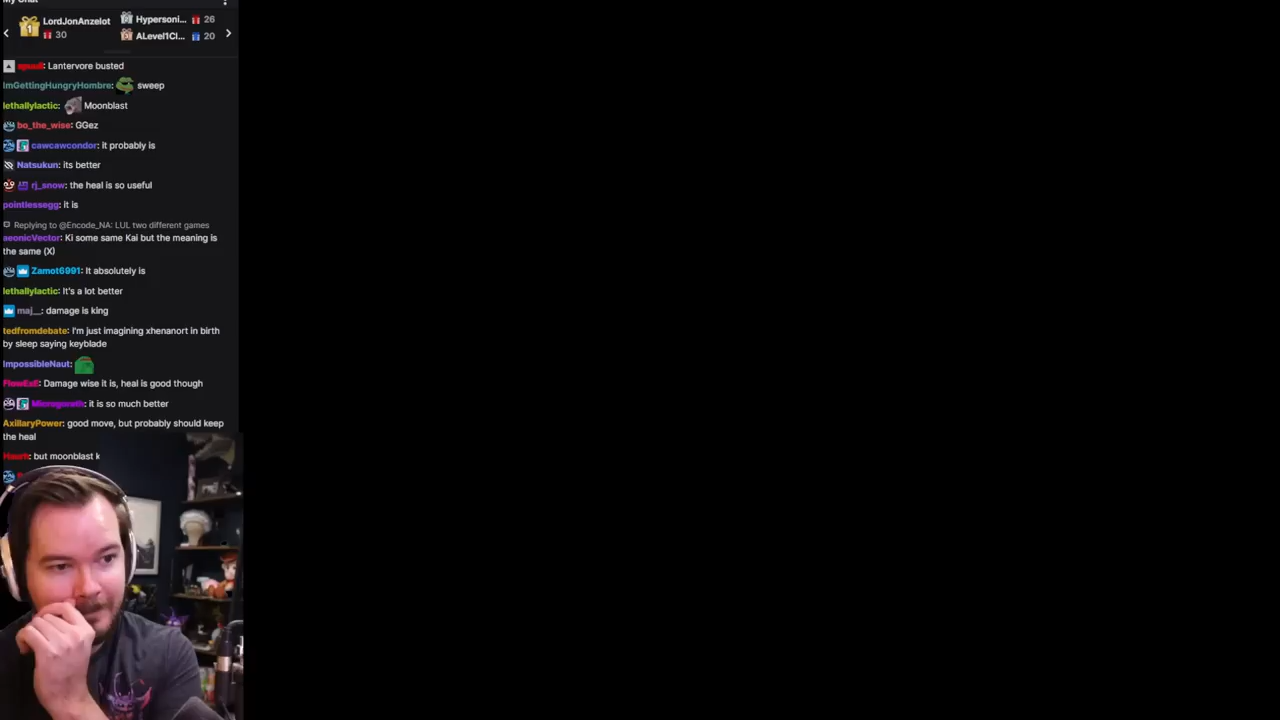 My Chat
LordJonAnzelot
30
Hypersoni... 26
ALevel1Cl... 20
Lantervore busted
ImGettingHungryHombre: sweep
lethallylactic: Moonblast
bo_the_wise: GGez
cawcawcondor: it probably is
Natsukun: its better
rj_snow: the heal is so useful
pointlessegg: it is
Replying to @Encode_NA: LUL two different games
aeonicVector: Ki some same Kai but the meaning is
the same (X)
Zamot6991: It absolutely is
lethallylactic: It's a lot better
maj__: damage is king
tedfromdebate: I'm just imagining xhenanort in birth
by sleep saying keyblade
ImpossibleNaut:
FlowExE: Damage wise it is, heal is good though
it is so much better
AxillaryPower: good move, but probably should keep
the heal
but moonblast k